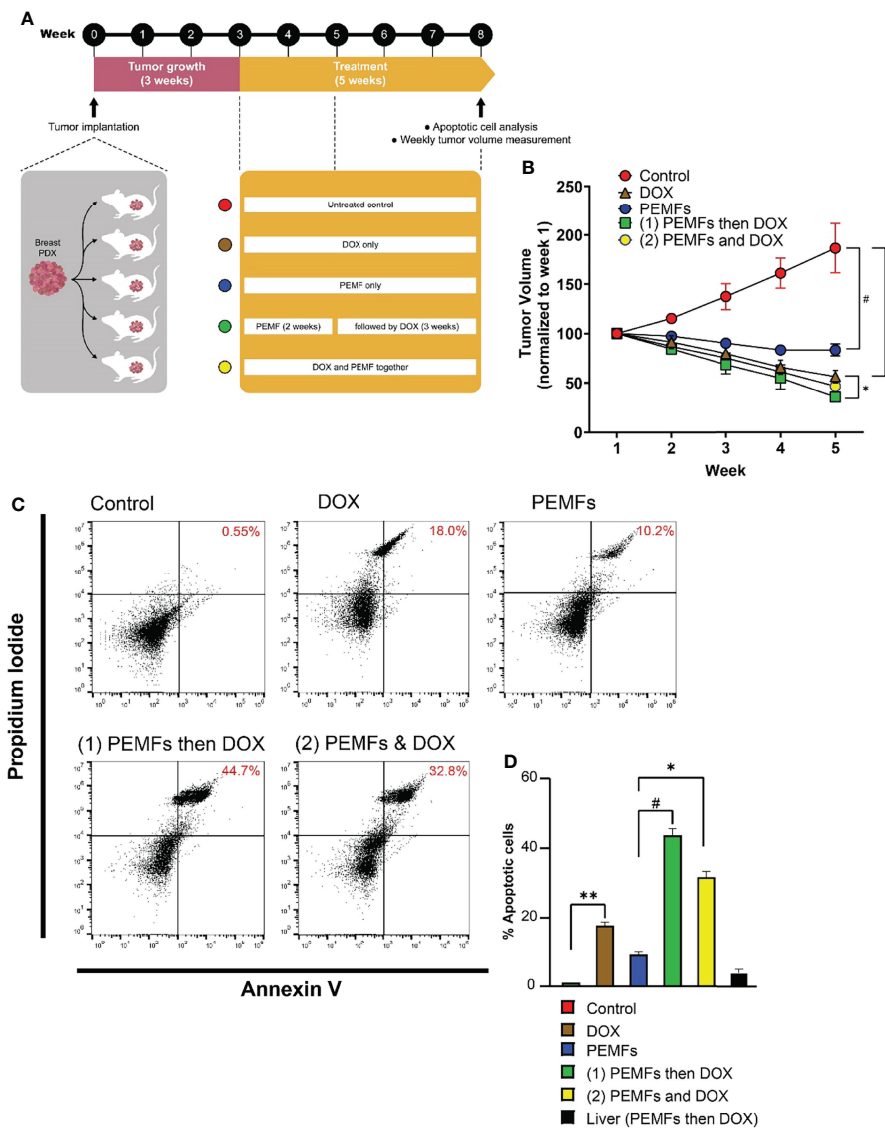 A
Week 0 1 2 3 4 5 6 7 8
Tumor growth
(3 weeks)
Treatment
(5 weeks)
Tumor implantation
● Apoptotic cell analysis
● Weekly tumor volume measurement
Breast
PDX
Untreated control
DOX only
PEMF only
PEMF (2 weeks) followed by DOX (3 weeks)
DOX and PEMF together
B
Control
DOX
PEMFs
(1) PEMFs then DOX
(2) PEMFs and DOX
Tumor Volume
(normalized to week 1)
250
200
150
100
50
0
1 2 3 4 5
Week
#
*
C
Control
DOX
PEMFs
0.55%
18.0%
10.2%
(1) PEMFs then DOX
(2) PEMFs & DOX
44.7%
32.8%
Propidium Iodide
Annexin V
D
% Apoptotic cells
60
40
20
0
**
#
*
Control
DOX
PEMFs
(1) PEMFs then DOX
(2) PEMFs and DOX
Liver (PEMFs then DOX)